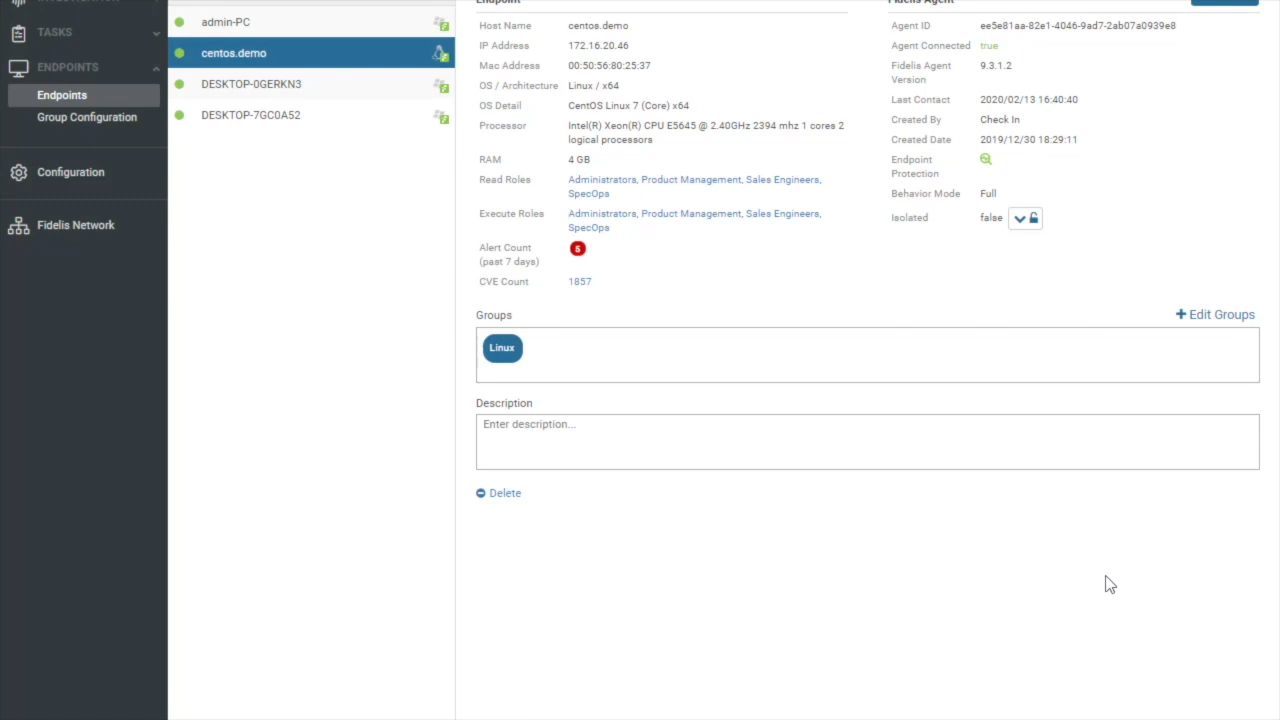 TASKS
ENDPOINTS
Endpoints
Group Configuration
Configuration
Fidelis Network
admin-PC
centos.demo
DESKTOP-0GERKN3
DESKTOP-7GC0A52
Endpoint
Host Name centos.demo
IP Address 172.16.20.46
Mac Address 00:50:56:80:25:37
OS / Architecture Linux / x64
OS Detail CentOS Linux 7 (Core) x64
Processor Intel(R) Xeon(R) CPU E5645 @ 2.40GHz 2394 mhz 1 cores 2
logical processors
RAM 4 GB
Read Roles Administrators, Product Management, Sales Engineers,
SpecOps
Execute Roles Administrators, Product Management, Sales Engineers,
SpecOps
Alert Count
(past 7 days) 5
CVE Count 1857
Fidelis Agent
Agent ID ee5e81aa-82e1-4046-9ad7-2ab07a0939e8
Agent Connected true
Fidelis Agent
Version 9.3.1.2
Last Contact 2020/02/13 16:40:40
Created By Check In
Created Date 2019/12/30 18:29:11
Endpoint
Protection
Behavior Mode Full
Isolated false
Groups
Edit Groups
Linux
Description
Enter description...
Delete